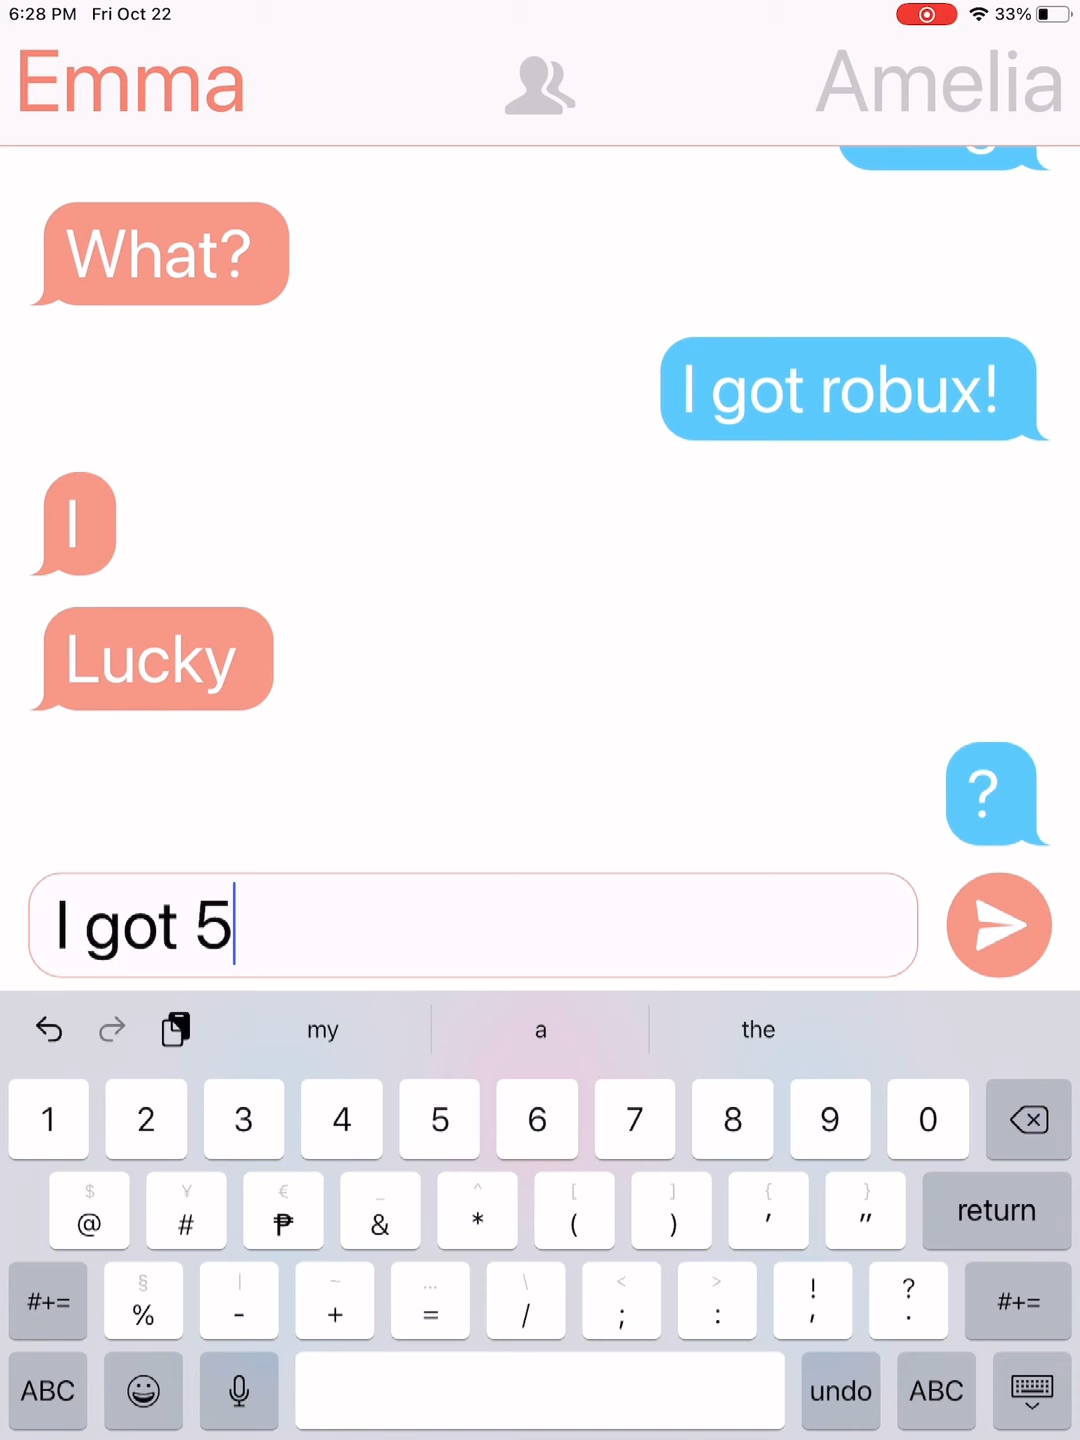 6:28 PM Fri Oct 22
33%
Emma
Amelia
What?
I got robux!
I
Lucky
?
I got 5
my a the
1 2 3 4 5 6 7 8 9 0
$ ¥ € _ ^ [ ] { }
@ # ₱ & * ( ) ' " return
§ | ~ … \ < > ! ?
#+= % - + = / ; : , . #+=
ABC undo ABC